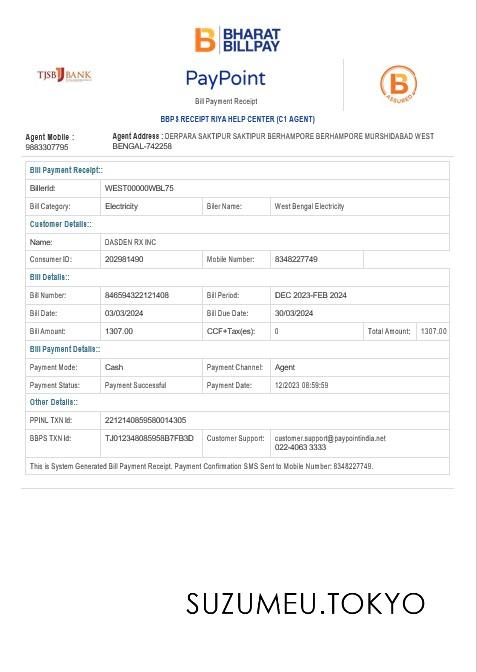 BHARAT
BILLPAY
TJSB BANK
PayPoint
ASSURED
Bill Payment Receipt
BBPS RECEIPT RIYA HELP CENTER (C1 AGENT)
Agent Mobile : Agent Address : DERPARA SAKTIPUR SAKTIPUR BERHAMPORE BERHAMPORE MURSHIDABAD WEST
9883307795 BENGAL-742258
Bill Payment Receipt::
BillerId: WEST00000WBL75
Bill Category: Electricity Biler Name: West Bengal Electricity
Customer Details::
Name: DASDEN RX INC
Consumer ID: 202981490 Mobile Number: 8348227749
Bill Details::
Bill Number: 846594322121408 Bill Period: DEC 2023-FEB 2024
Bill Date: 03/03/2024 Bill Due Date: 30/03/2024
Bill Amount: 1307.00 CCF+Tax(es): 0 Total Amount: 1307.00
Bill Payment Details::
Payment Mode: Cash Payment Channel: Agent
Payment Status: Payment Successful Payment Date: 12/2023 08:59:59
Other Details::
PPINL TXN Id: 2212140859580014305
BBPS TXN Id: TJ012348085958B7FB3D Customer Support: customer.support@paypointindia.net
022-4063 3333
This is System Generated Bill Payment Receipt. Payment Confirmation SMS Sent to Mobile Number: 8348227749.
SUZUMEU.TOKYO